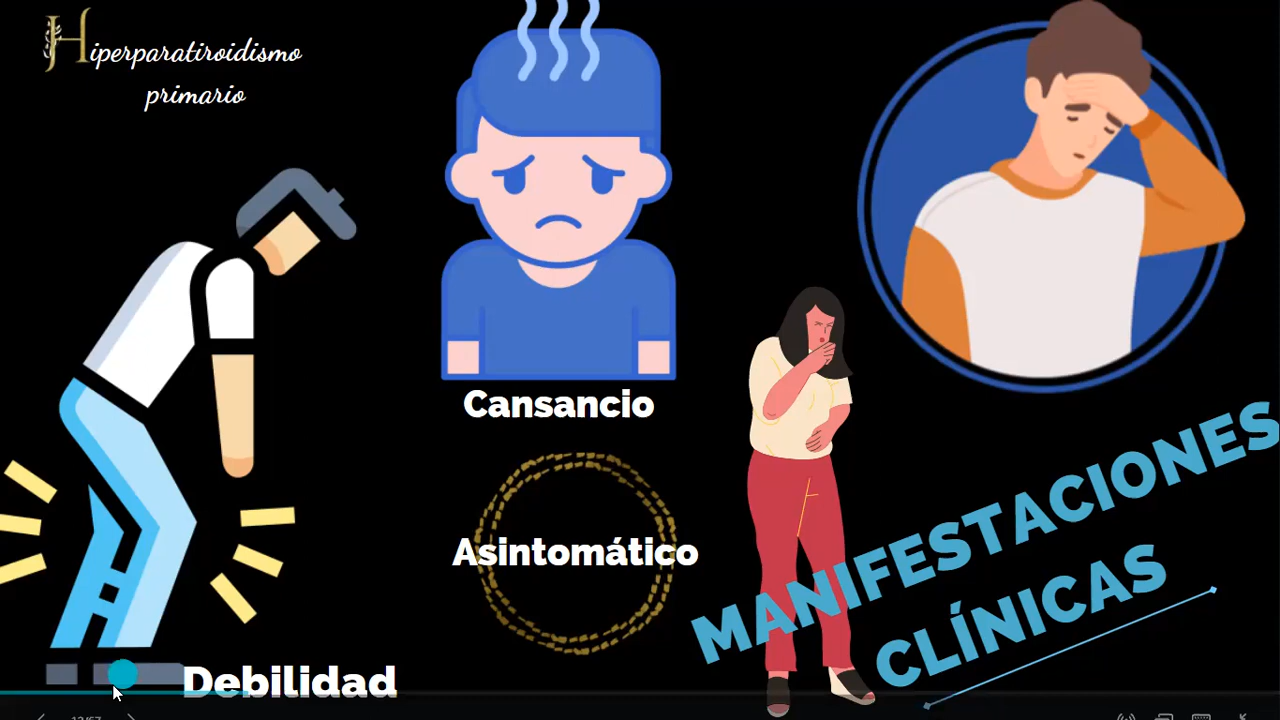 Hiperparatiroidismo
primario
Cansancio
Asintomático
MANIFESTACIONES
CLÍNICAS
Debilidad